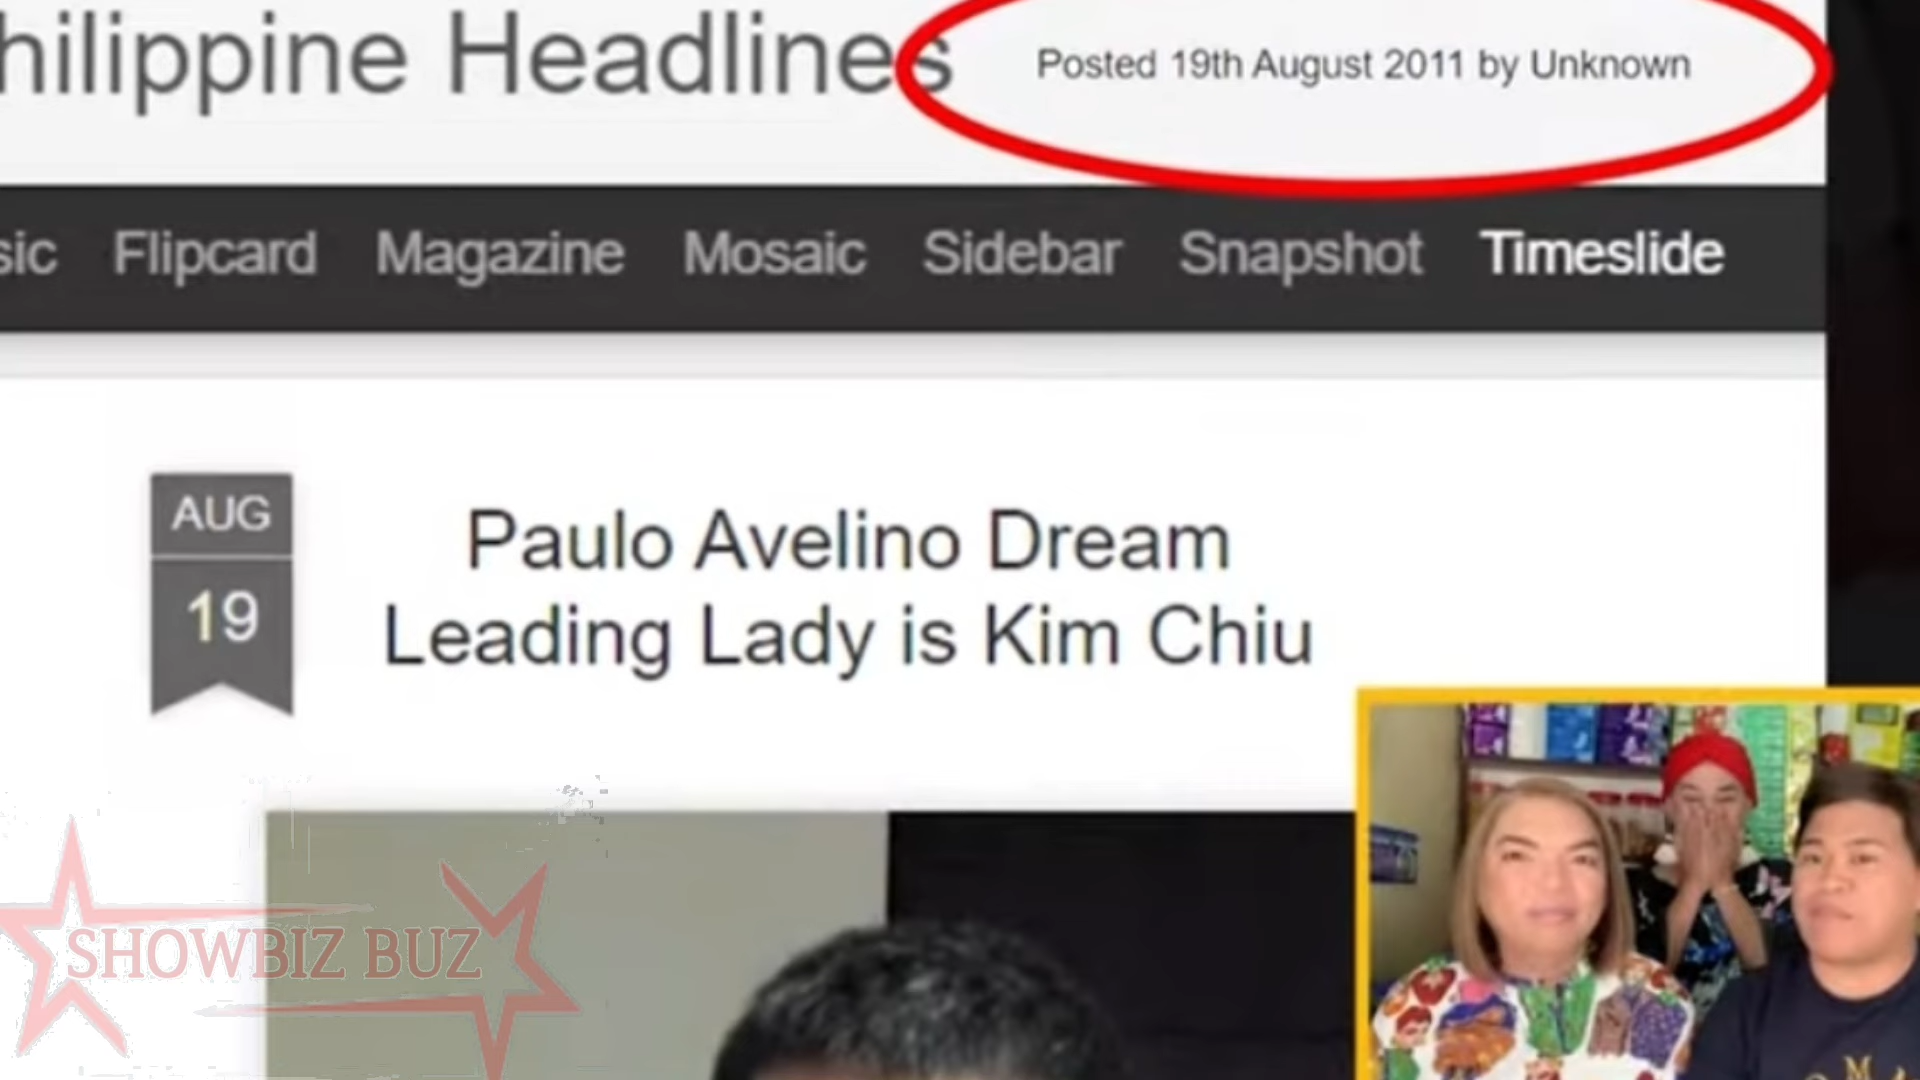 hilippine Headlines
Posted 19th August 2011 by Unknown
sic Flipcard Magazine Mosaic Sidebar Snapshot Timeslide
AUG
19
Paulo Avelino Dream
Leading Lady is Kim Chiu
SHOWBIZ BUZ